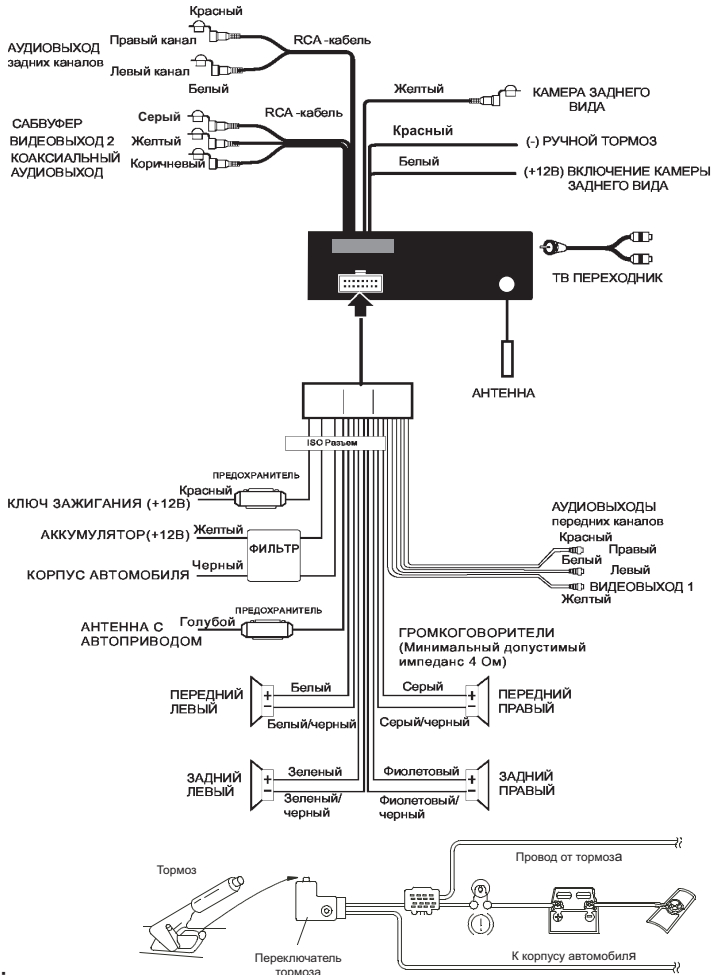 Красный
Правый канал
RCA -кабель
АУДИОВЫХОД
задних каналов
Левый канал
Белый
Желтый
КАМЕРА ЗАДНЕГО
ВИДА
Серый
RCA -кабель
САБВУФЕР
ВИДЕОВЫХОД 2
Желтый
КОАКСИАЛЬНЫЙ
АУДИОВЫХОД
Коричневый
Красный
(-) РУЧНОЙ ТОРМОЗ
Белый
(+12В) ВКЛЮЧЕНИЕ КАМЕРЫ
ЗАДНЕГО ВИДА
ТВ ПЕРЕХОДНИК
АНТЕННА
ISO Разъем
ПРЕДОХРАНИТЕЛЬ
Красный
КЛЮЧ ЗАЖИГАНИЯ (+12В)
АККУМУЛЯТОР(+12В)
Желтый
ФИЛЬТР
Черный
КОРПУС АВТОМОБИЛЯ
АУДИОВЫХОДЫ
передних каналов
Красный
Правый
Белый
Левый
ВИДЕОВЫХОД 1
Желтый
ПРЕДОХРАНИТЕЛЬ
Голубой
АНТЕННА С
АВТОПРИВОДОМ
ГРОМКОГОВОРИТЕЛИ
(Минимальный допустимый
импеданс 4 Ом)
ПЕРЕДНИЙ
ЛЕВЫЙ
+
−
Белый
Белый/черный
Серый
Серый/черный
+
−
ПЕРЕДНИЙ
ПРАВЫЙ
ЗАДНИЙ
ЛЕВЫЙ
+
−
Зеленый
Зеленый/
черный
Фиолетовый
Фиолетовый/
черный
+
−
ЗАДНИЙ
ПРАВЫЙ
Провод от тормоза
Тормоз
Переключатель
тормоза
К корпусу автомобиля